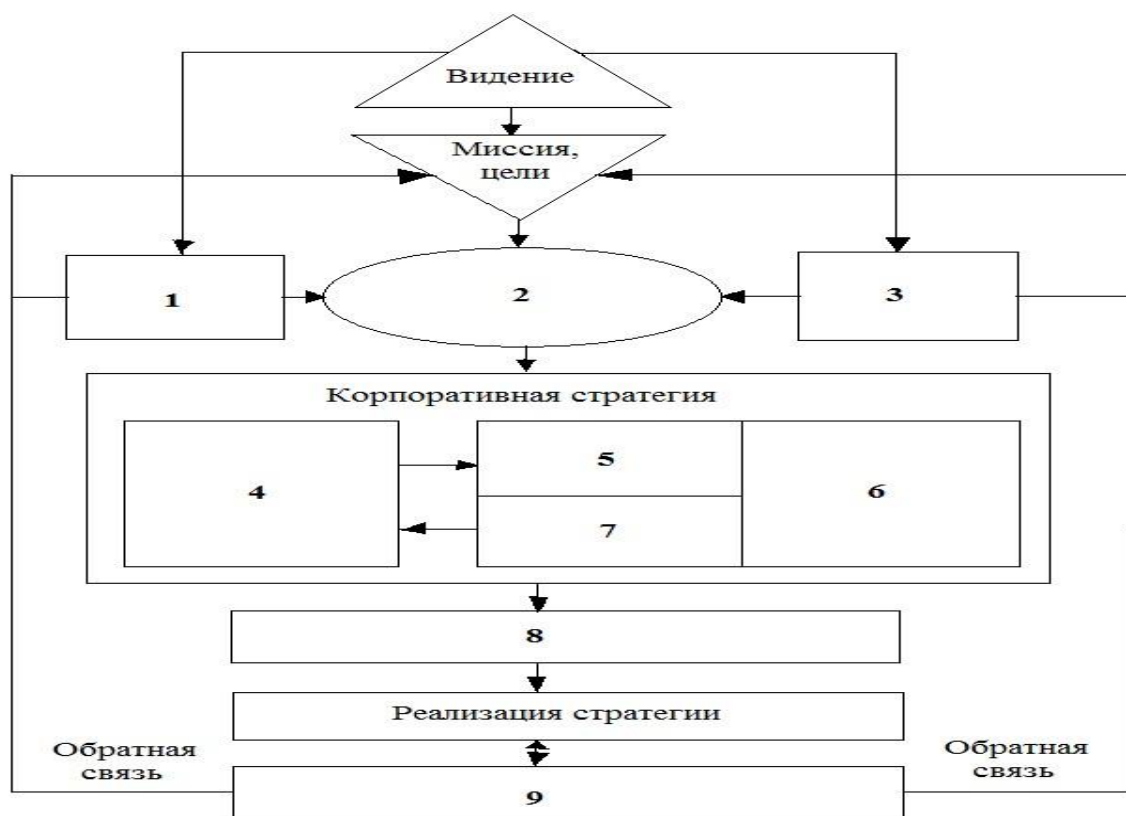 Видение
Миссия,
цели
1
2
3
Корпоративная стратегия
4
5
6
7
8
Реализация стратегии
Обратная
связь
Обратная
связь
9